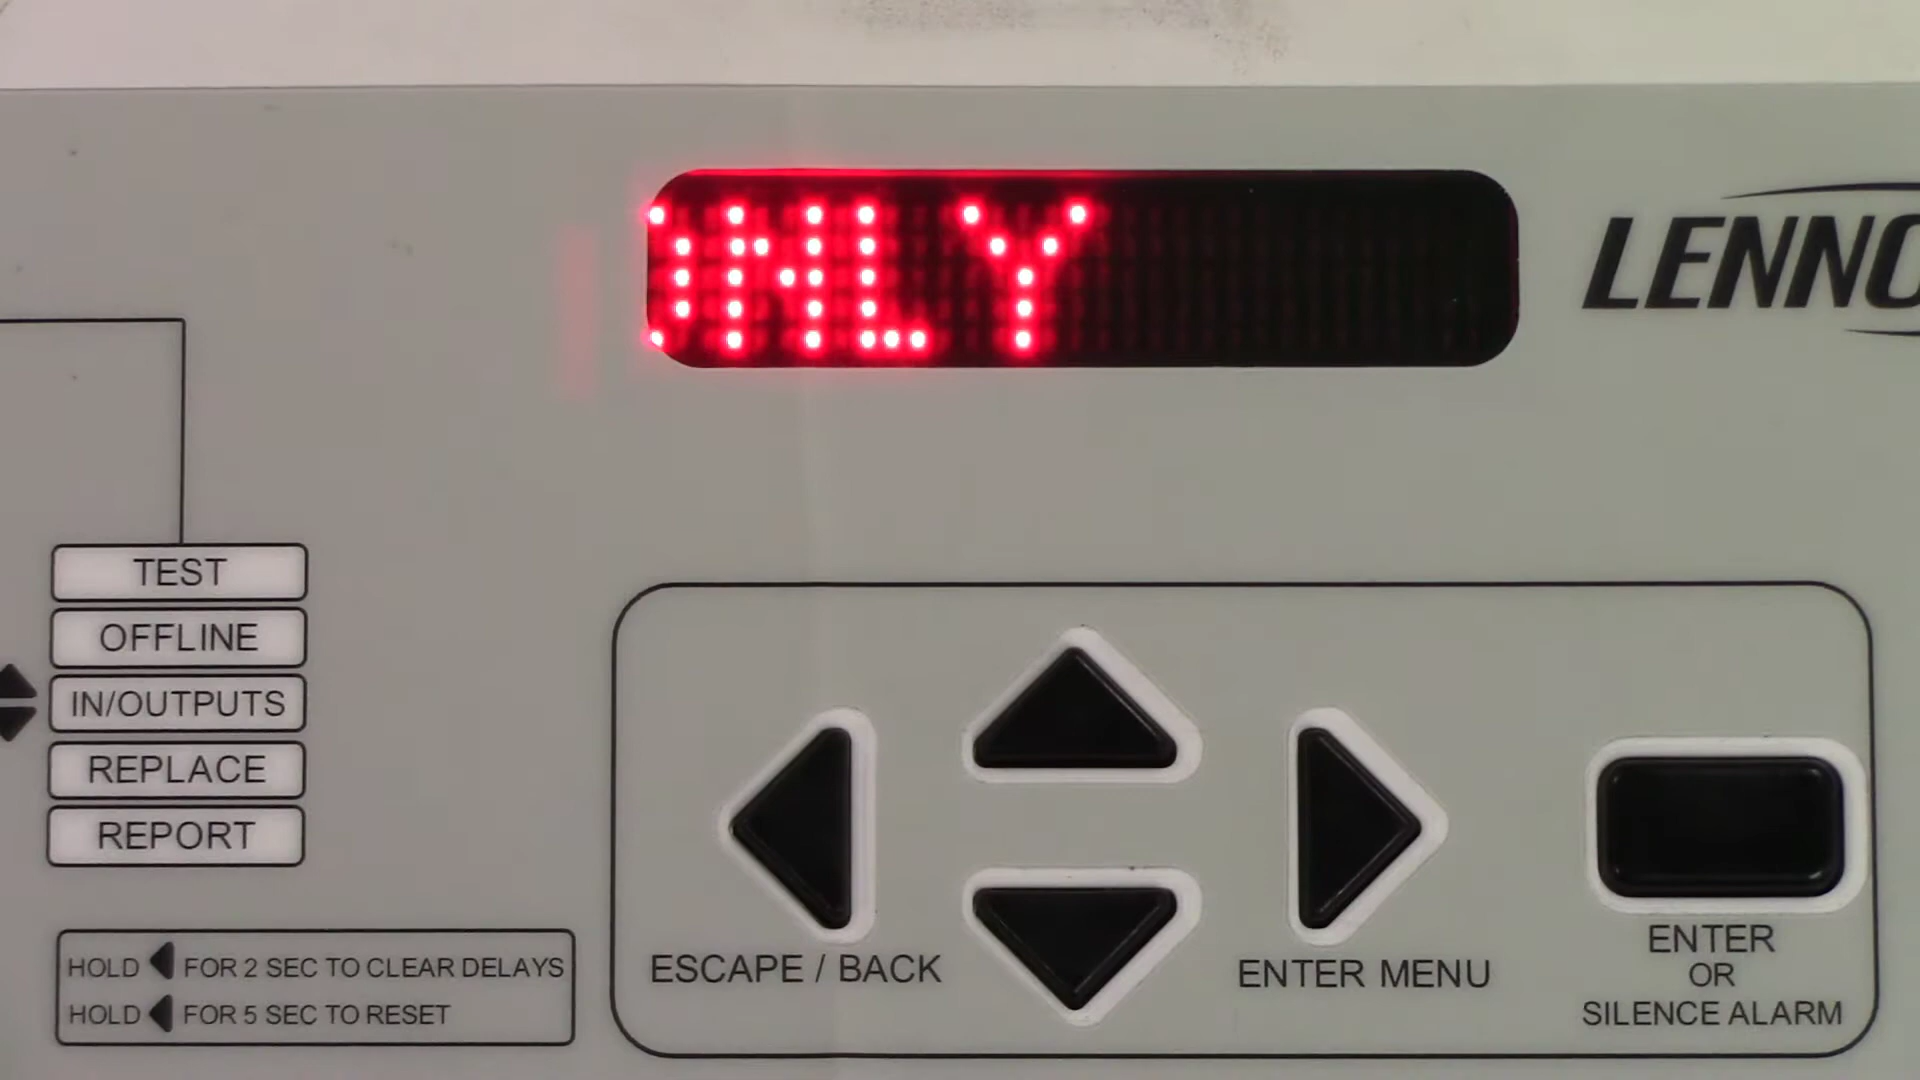 ONLY
LENNO
TEST
OFFLINE
IN/OUTPUTS
REPLACE
REPORT
HOLD ◀ FOR 2 SEC TO CLEAR DELAYS
HOLD ◀ FOR 5 SEC TO RESET
ESCAPE / BACK
ENTER MENU
ENTER
OR
SILENCE ALARM